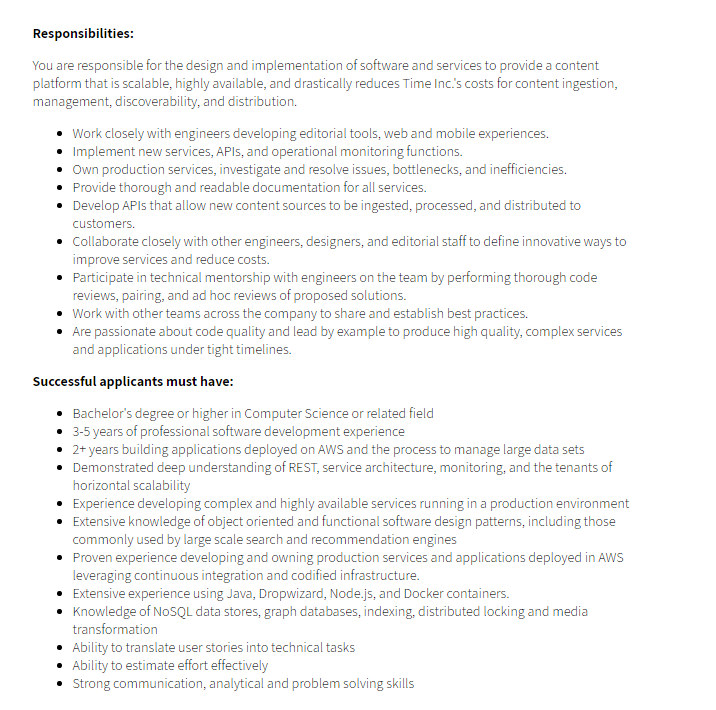 Responsibilities:
You are responsible for the design and implementation of software and services to provide a content
platform that is scalable, highly available, and drastically reduces Time Inc.'s costs for content ingestion,
management, discoverability, and distribution.
• Work closely with engineers developing editorial tools, web and mobile experiences.
• Implement new services, APIs, and operational monitoring functions.
• Own production services, investigate and resolve issues, bottlenecks, and inefficiencies.
• Provide thorough and readable documentation for all services.
• Develop APIs that allow new content sources to be ingested, processed, and distributed to
customers.
• Collaborate closely with other engineers, designers, and editorial staff to define innovative ways to
improve services and reduce costs.
• Participate in technical mentorship with engineers on the team by performing thorough code
reviews, pairing, and ad hoc reviews of proposed solutions.
• Work with other teams across the company to share and establish best practices.
• Are passionate about code quality and lead by example to produce high quality, complex services
and applications under tight timelines.
Successful applicants must have:
• Bachelor's degree or higher in Computer Science or related field
• 3-5 years of professional software development experience
• 2+ years building applications deployed on AWS and the process to manage large data sets
• Demonstrated deep understanding of REST, service architecture, monitoring, and the tenants of
horizontal scalability
• Experience developing complex and highly available services running in a production environment
• Extensive knowledge of object oriented and functional software design patterns, including those
commonly used by large scale search and recommendation engines
• Proven experience developing and owning production services and applications deployed in AWS
leveraging continuous integration and codified infrastructure.
• Extensive experience using Java, Dropwizard, Node.js, and Docker containers.
• Knowledge of NoSQL data stores, graph databases, indexing, distributed locking and media
transformation
• Ability to translate user stories into technical tasks
• Ability to estimate effort effectively
• Strong communication, analytical and problem solving skills